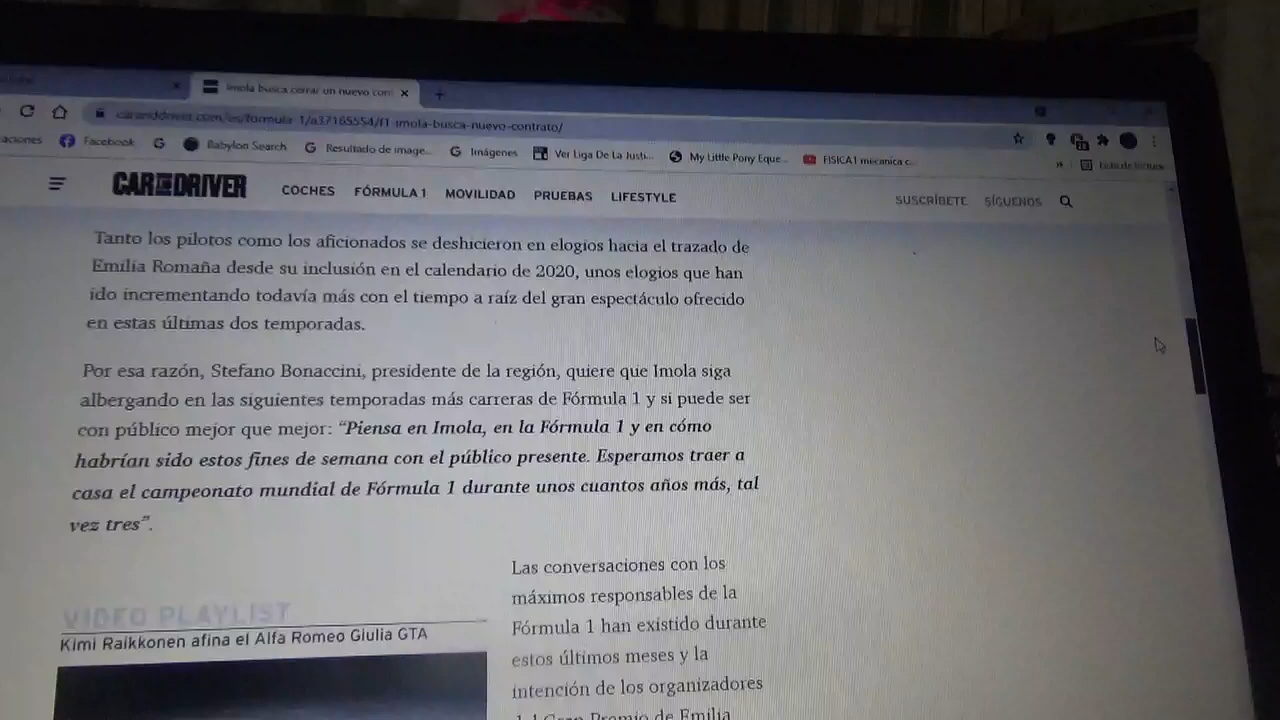 Imola busca cerrar un nuevo con
caranddriver.com/es/formula-1/a37165554/f1-imola-busca-nuevo-contrato/
aciones Facebook Babylon Search Resultado de image... Imágenes Ver Liga De La Justi... My Little Pony Eque... FISICA1 mecanica c... » Lista de lectura
CAR AND DRIVER COCHES FÓRMULA 1 MOVILIDAD PRUEBAS LIFESTYLE SUSCRÍBETE SÍGUENOS
Tanto los pilotos como los aficionados se deshicieron en elogios hacia el trazado de
Emilia Romaña desde su inclusión en el calendario de 2020, unos elogios que han
ido incrementando todavía más con el tiempo a raíz del gran espectáculo ofrecido
en estas últimas dos temporadas.
Por esa razón, Stefano Bonaccini, presidente de la región, quiere que Imola siga
albergando en las siguientes temporadas más carreras de Fórmula 1 y si puede ser
con público mejor que mejor: “Piensa en Imola, en la Fórmula 1 y en cómo
habrían sido estos fines de semana con el público presente. Esperamos traer a
casa el campeonato mundial de Fórmula 1 durante unos cuantos años más, tal
vez tres”.
VIDEO PLAYLIST
Kimi Raikkonen afina el Alfa Romeo Giulia GTA
Las conversaciones con los
máximos responsables de la
Fórmula 1 han existido durante
estos últimos meses y la
intención de los organizadores
del Gran Premio de Emilia